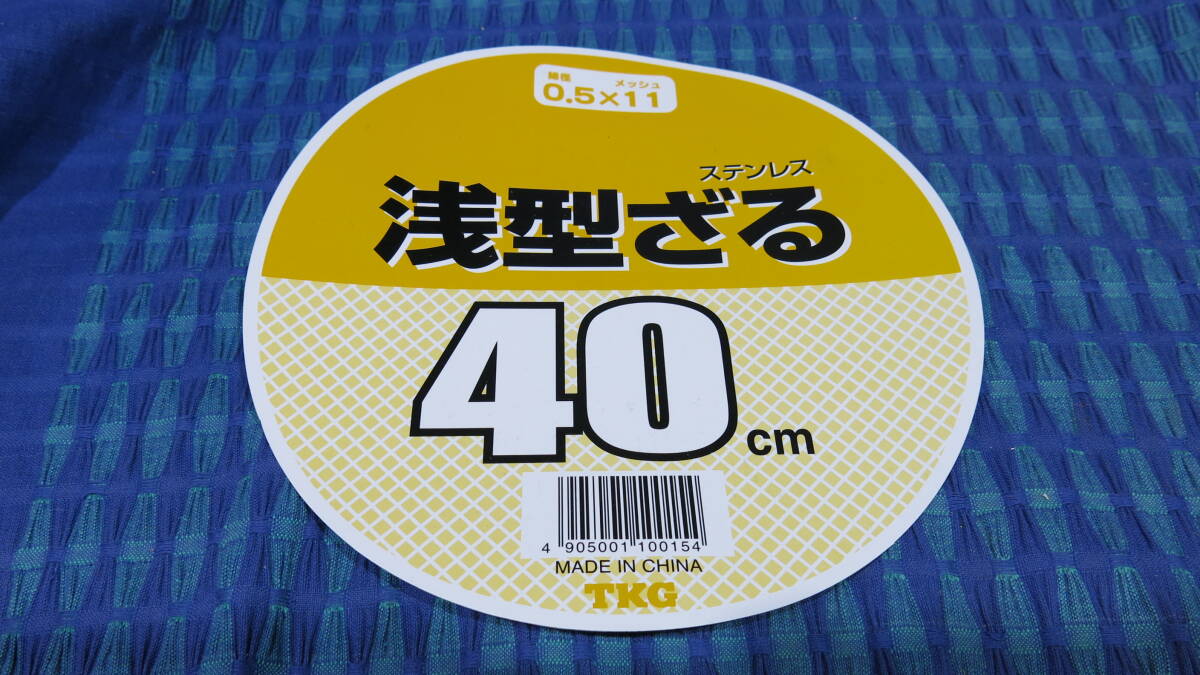 線径 メッシュ
0.5×11
ステンレス
浅型ざる
40cm
4 905001 100154
MADE IN CHINA
TKG